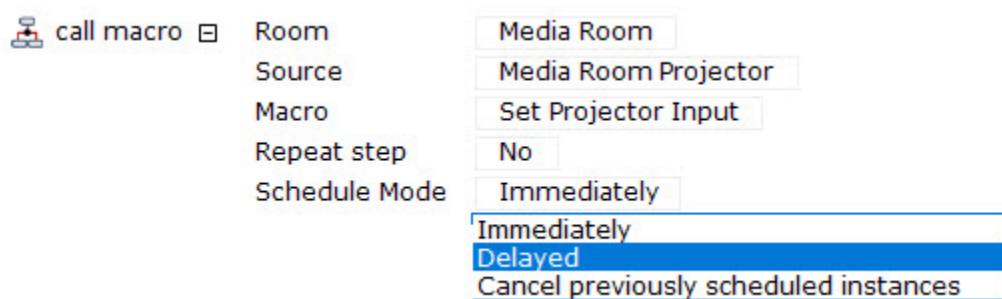 call macro Room Media Room
Source Media Room Projector
Macro Set Projector Input
Repeat step No
Schedule Mode Immediately
Immediately
Delayed
Cancel previously scheduled instances